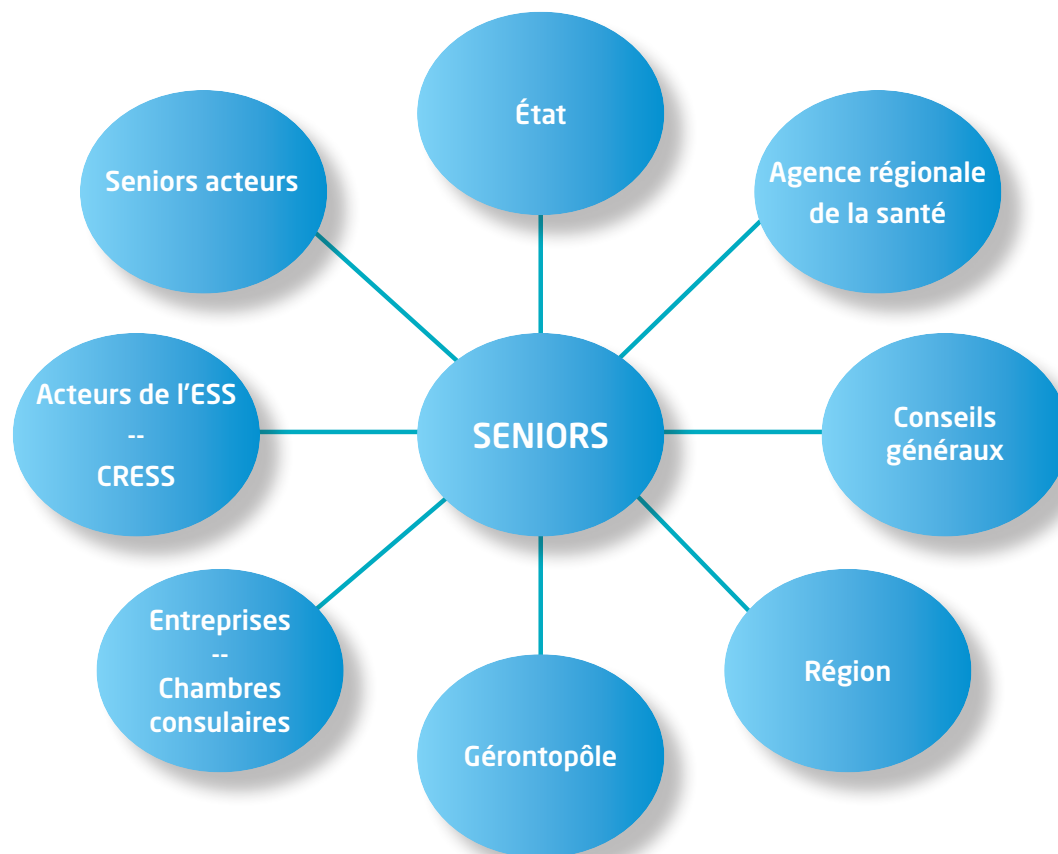 État
Seniors acteurs
Agence régionale
de la santé
Acteurs de l'ESS
--
CRESS
SENIORS
Conseils
généraux
Entreprises
--
Chambres
consulaires
Région
Gérontopôle